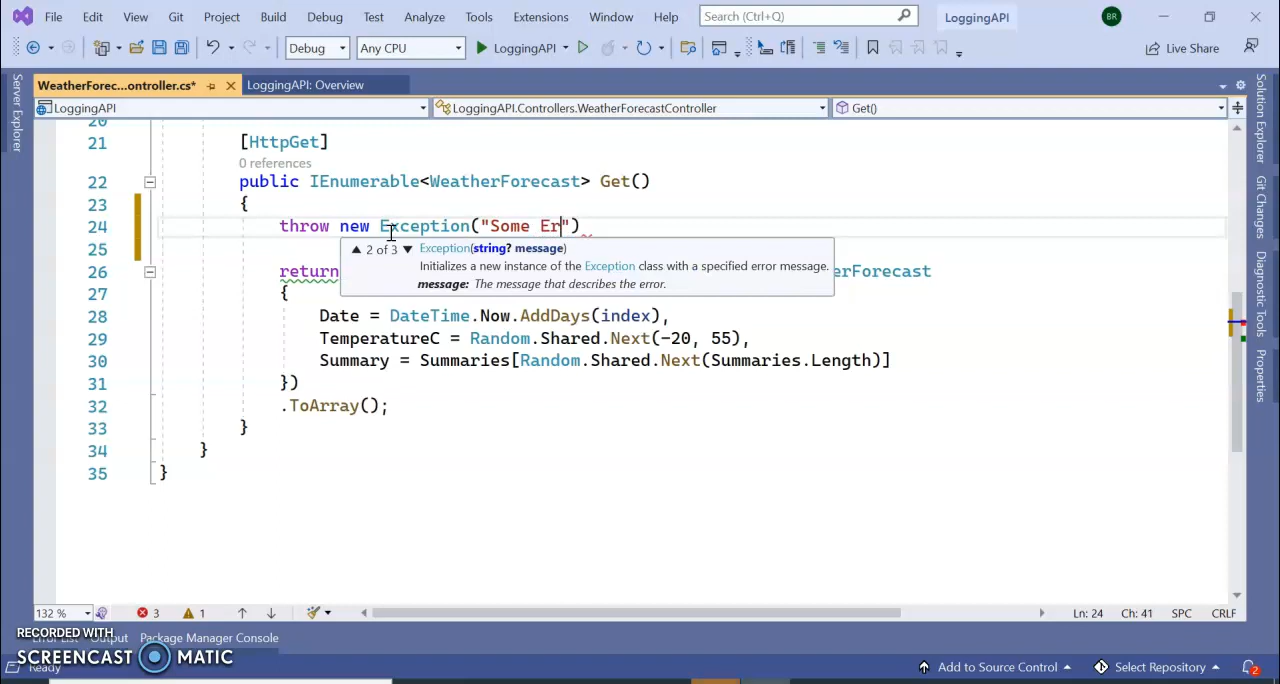 File Edit View Git Project Build Debug Test Analyze Tools Extensions Window Help Search (Ctrl+Q) LoggingAPI BR
Debug Any CPU LoggingAPI Live Share
WeatherForec...ontroller.cs* LoggingAPI: Overview
LoggingAPI LoggingAPI.Controllers.WeatherForecastController Get()
20
21 [HttpGet]
0 references
22 public IEnumerable<WeatherForecast> Get()
23 {
24 throw new Exception("Some Er")
25
2 of 3 Exception(string? message)
Initializes a new instance of the Exception class with a specified error message.
message: The message that describes the error.
26 return erForecast
27 {
28 Date = DateTime.Now.AddDays(index),
29 TemperatureC = Random.Shared.Next(-20, 55),
30 Summary = Summaries[Random.Shared.Next(Summaries.Length)]
31 })
32 .ToArray();
33 }
34 }
35 }
Server Explorer
Solution Explorer
Git Changes
Diagnostic Tools
Properties
132 % 3 1 Ln: 24 Ch: 41 SPC CRLF
Error List Output Package Manager Console
RECORDED WITH
SCREENCAST MATIC
Ready Add to Source Control Select Repository 2